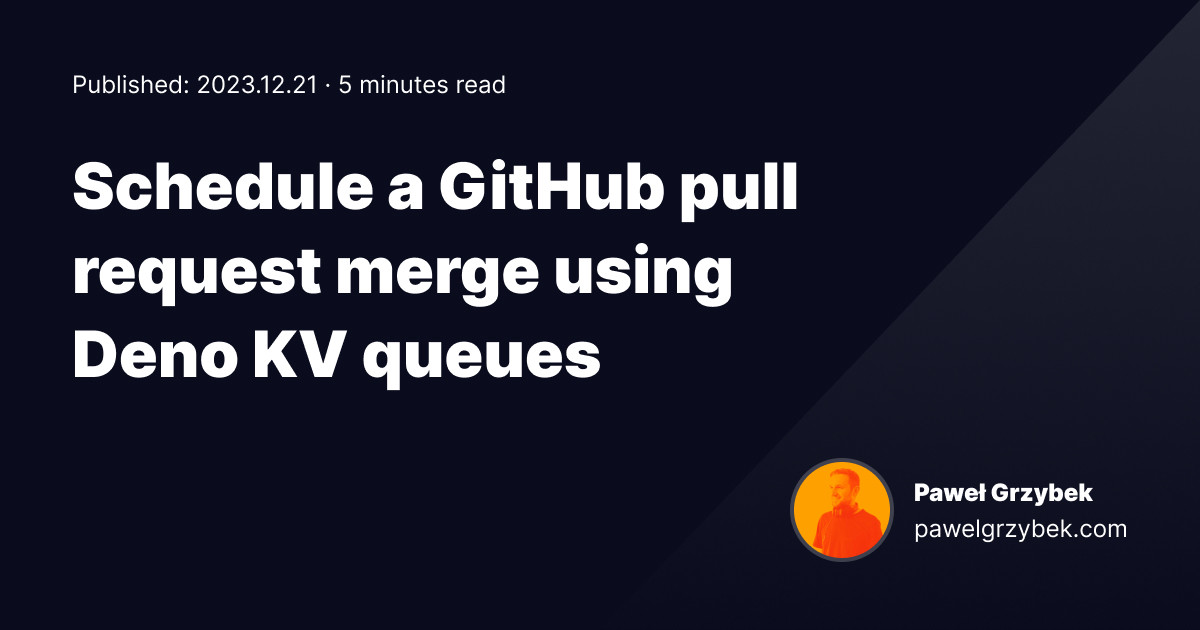 Published: 2023.12.21 · 5 minutes read
Schedule a GitHub pull
request merge using
Deno KV queues
Paweł Grzybek
pawelgrzybek.com